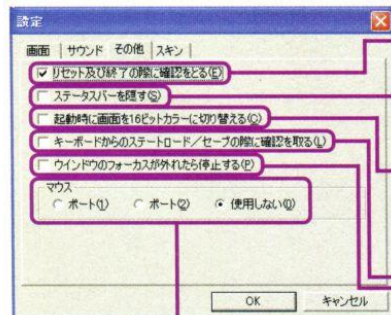 設定
画面 サウンド その他 スキン
リセット及び終了の際に確認をとる(E)
ステータスバーを隠す(S)
起動時に画面を16ビットカラーに切り替える(C)
キーボードからのステートロード／セーブの際に確認を取る(L)
ウインドウのフォーカスが外れたら停止する(P)
マウス
ポート(1) ポート(2) 使用しない(0)
OK キャンセル